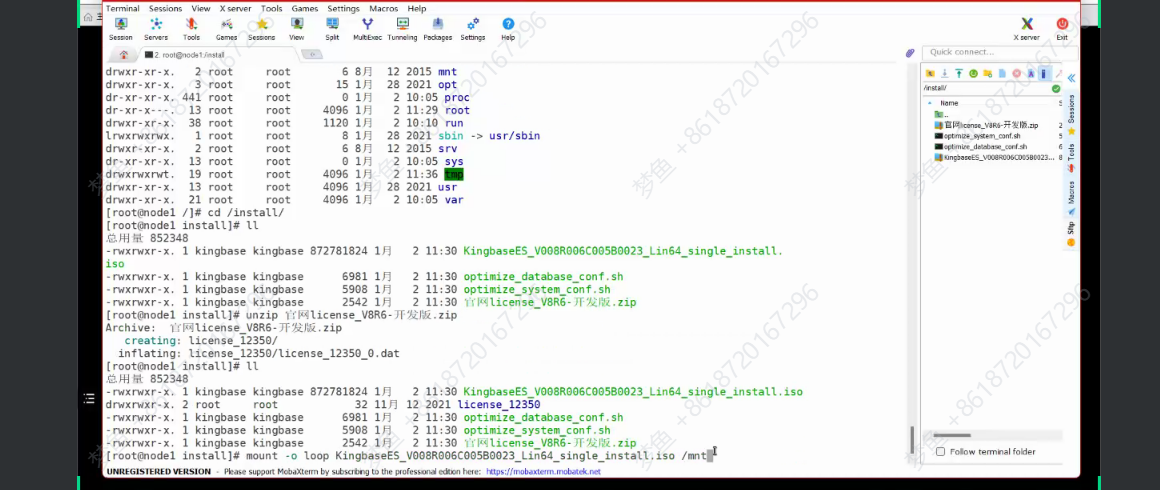 Terminal Sessions View X server Tools Games Settings Macros Help
Session Servers Tools Games Sessions View Split MultiExec Tunneling Packages Settings Help X server Exit
2. root@node1:/install
Quick connect...
drwxr-xr-x. 2 root root 6 8月 12 2015 mnt
drwxr-xr-x. 3 root root 15 1月 28 2021 opt
dr-xr-xr-x. 441 root root 0 1月 2 10:05 proc
dr-xr-x---. 13 root root 4096 1月 2 11:29 root
drwxr-xr-x. 38 root root 1120 1月 2 10:10 run
lrwxrwxrwx. 1 root root 8 1月 28 2021 sbin -> usr/sbin
drwxr-xr-x. 2 root root 6 8月 12 2015 srv
dr-xr-xr-x. 13 root root 0 1月 2 10:05 sys
drwxrwxrwt. 19 root root 4096 1月 2 11:36 tmp
drwxr-xr-x. 13 root root 4096 1月 28 2021 usr
drwxr-xr-x. 21 root root 4096 1月 2 10:05 var
[root@node1 /]# cd /install/
[root@node1 install]# ll
总用量 852348
-rwxrwxr-x. 1 kingbase kingbase 872781824 1月 2 11:30 KingbaseES_V008R006C005B0023_Lin64_single_install.
iso
-rwxrwxr-x. 1 kingbase kingbase 6981 1月 2 11:30 optimize_database_conf.sh
-rwxrwxr-x. 1 kingbase kingbase 5908 1月 2 11:30 optimize_system_conf.sh
-rwxrwxr-x. 1 kingbase kingbase 2542 1月 2 11:30 官网license_V8R6-开发版.zip
[root@node1 install]# unzip 官网license_V8R6-开发版.zip
Archive: 官网license_V8R6-开发版.zip
creating: license_12350/
inflating: license_12350/license_12350_0.dat
[root@node1 install]# ll
总用量 852348
-rwxrwxr-x. 1 kingbase kingbase 872781824 1月 2 11:30 KingbaseES_V008R006C005B0023_Lin64_single_install.iso
drwxrwxr-x. 2 root root 32 11月 12 2021 license_12350
-rwxrwxr-x. 1 kingbase kingbase 6981 1月 2 11:30 optimize_database_conf.sh
-rwxrwxr-x. 1 kingbase kingbase 5908 1月 2 11:30 optimize_system_conf.sh
-rwxrwxr-x. 1 kingbase kingbase 2542 1月 2 11:30 官网license_V8R6-开发版.zip
[root@node1 install]# mount -o loop KingbaseES_V008R006C005B0023_Lin64_single_install.iso /mnt
UNREGISTERED VERSION - Please support MobaXterm by subscribing to the professional edition here: https://mobaxterm.mobatek.net
/install/
Name
..
官网license_V8R6-开发版.zip
optimize_system_conf.sh
optimize_database_conf.sh
KingbaseES_V008R006C005B0023...
Follow terminal folder
Sessions
Tools
Macros
Sftp
梦鱼 +8618720167296
梦鱼 +8618720167296
梦鱼 +8618720167296
梦鱼 +8618720167296